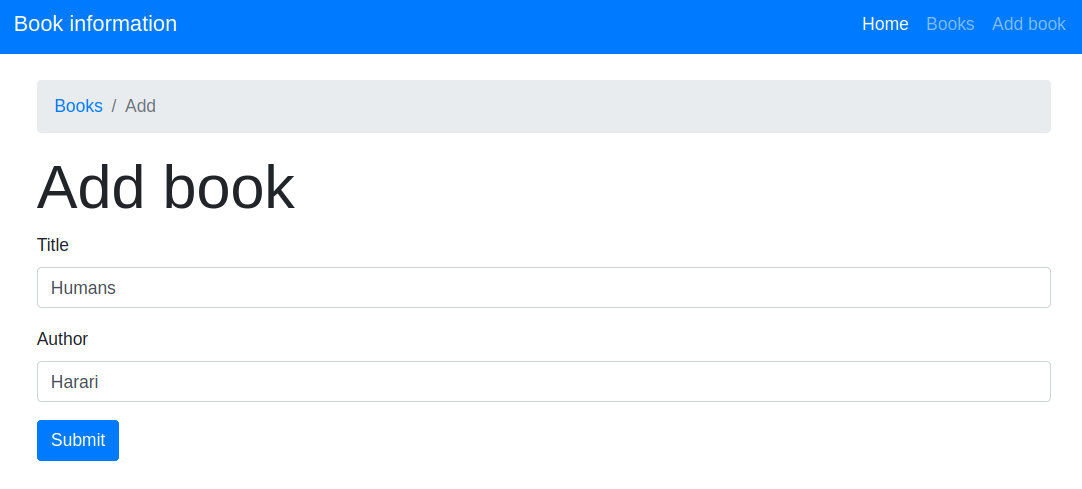 Book information Home Books Add book
Books / Add
Add book
Title
Humans
Author
Harari
Submit